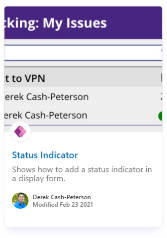 cking: My Issues
t to VPN
Derek Cash-Peterson
Derek Cash-Peterson
Status Indicator
Shows how to add a status indicator in
a display form.
Derek Cash-Peterson
Modified Feb 23 2021